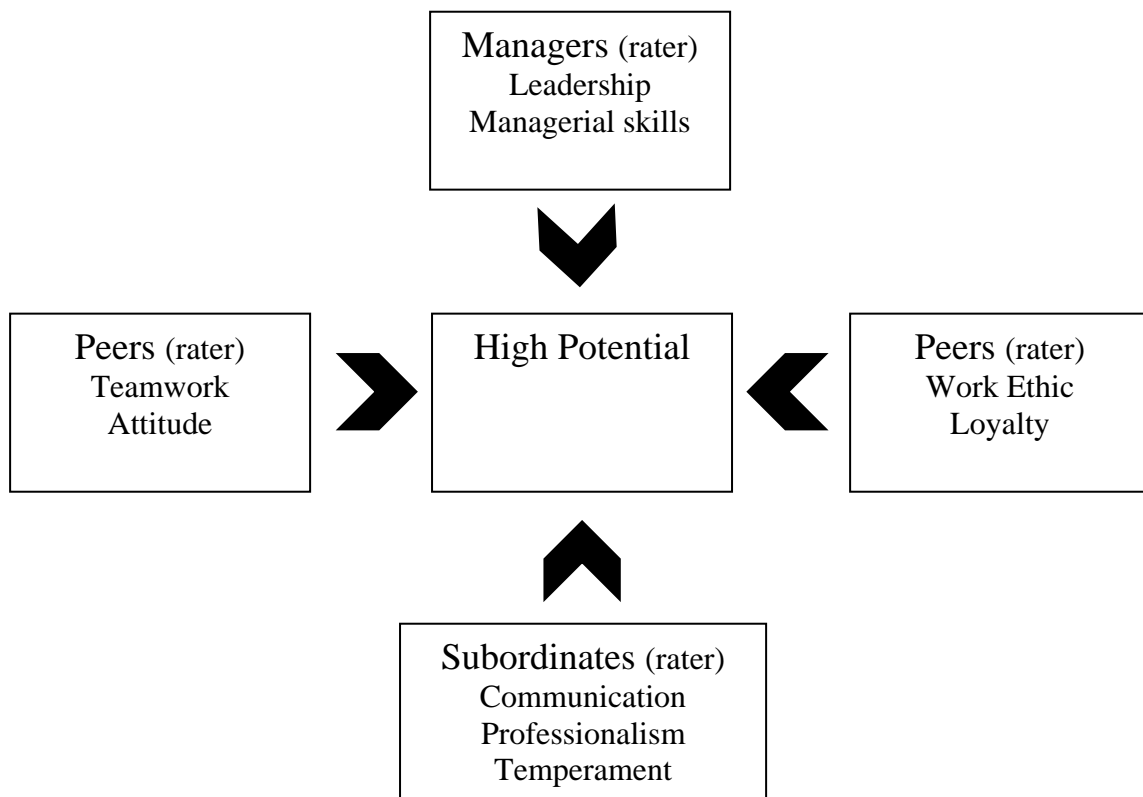 Managers (rater)
Leadership
Managerial skills
Peers (rater)
Teamwork
Attitude
High Potential
Peers (rater)
Work Ethic
Loyalty
Subordinates (rater)
Communication
Professionalism
Temperament